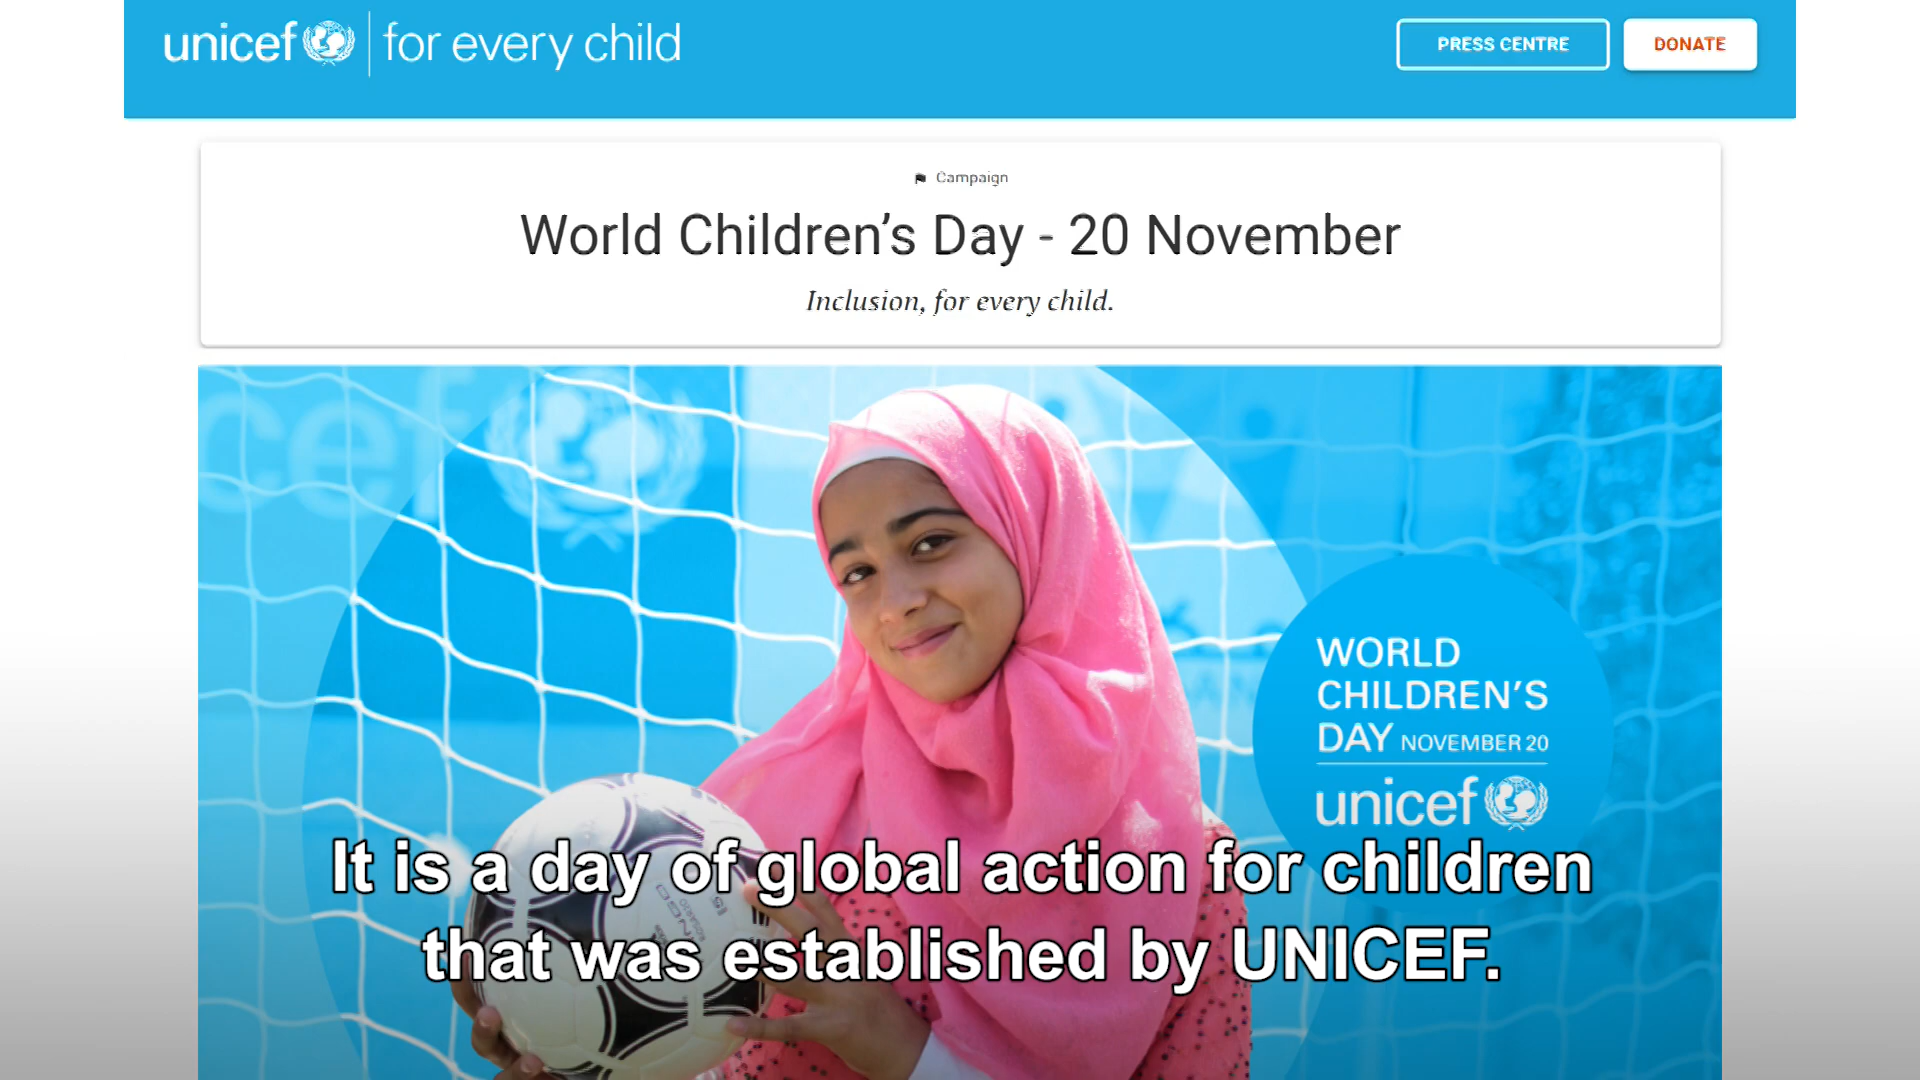 unicef for every child
PRESS CENTRE
DONATE
Campaign
World Children’s Day - 20 November
Inclusion, for every child.
cef
WORLD
CHILDREN’S
DAY NOVEMBER 20
unicef
It is a day of global action for children
that was established by UNICEF.